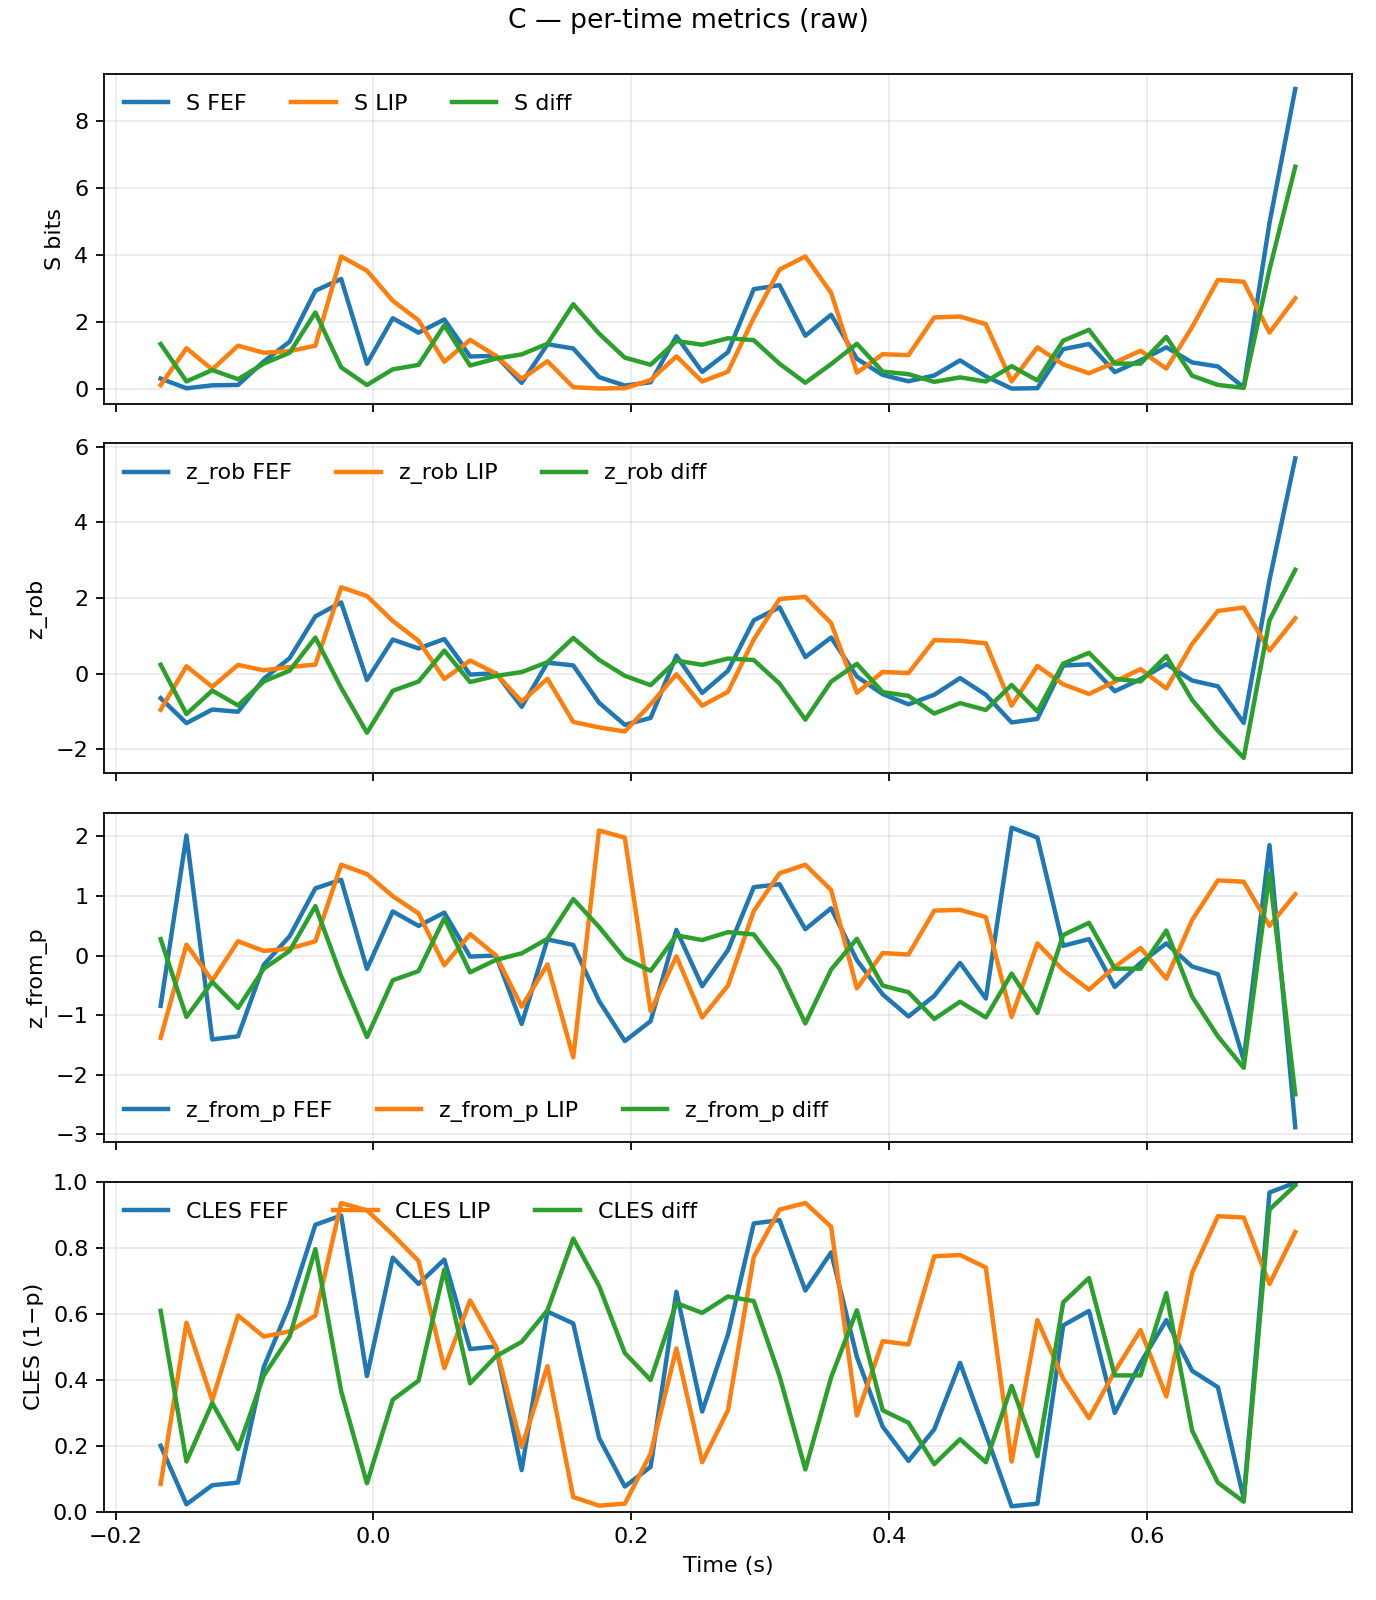 C — per-time metrics (raw)
S FEF S LIP S diff
8
6
4
2
0
S bits
z_rob FEF z_rob LIP z_rob diff
6
4
2
0
−2
z_rob
2
1
0
−1
−2
−3
z_from_p
z_from_p FEF z_from_p LIP z_from_p diff
CLES FEF CLES LIP CLES diff
1.0
0.8
0.6
0.4
0.2
0.0
CLES (1−p)
−0.2 0.0 0.2 0.4 0.6
Time (s)